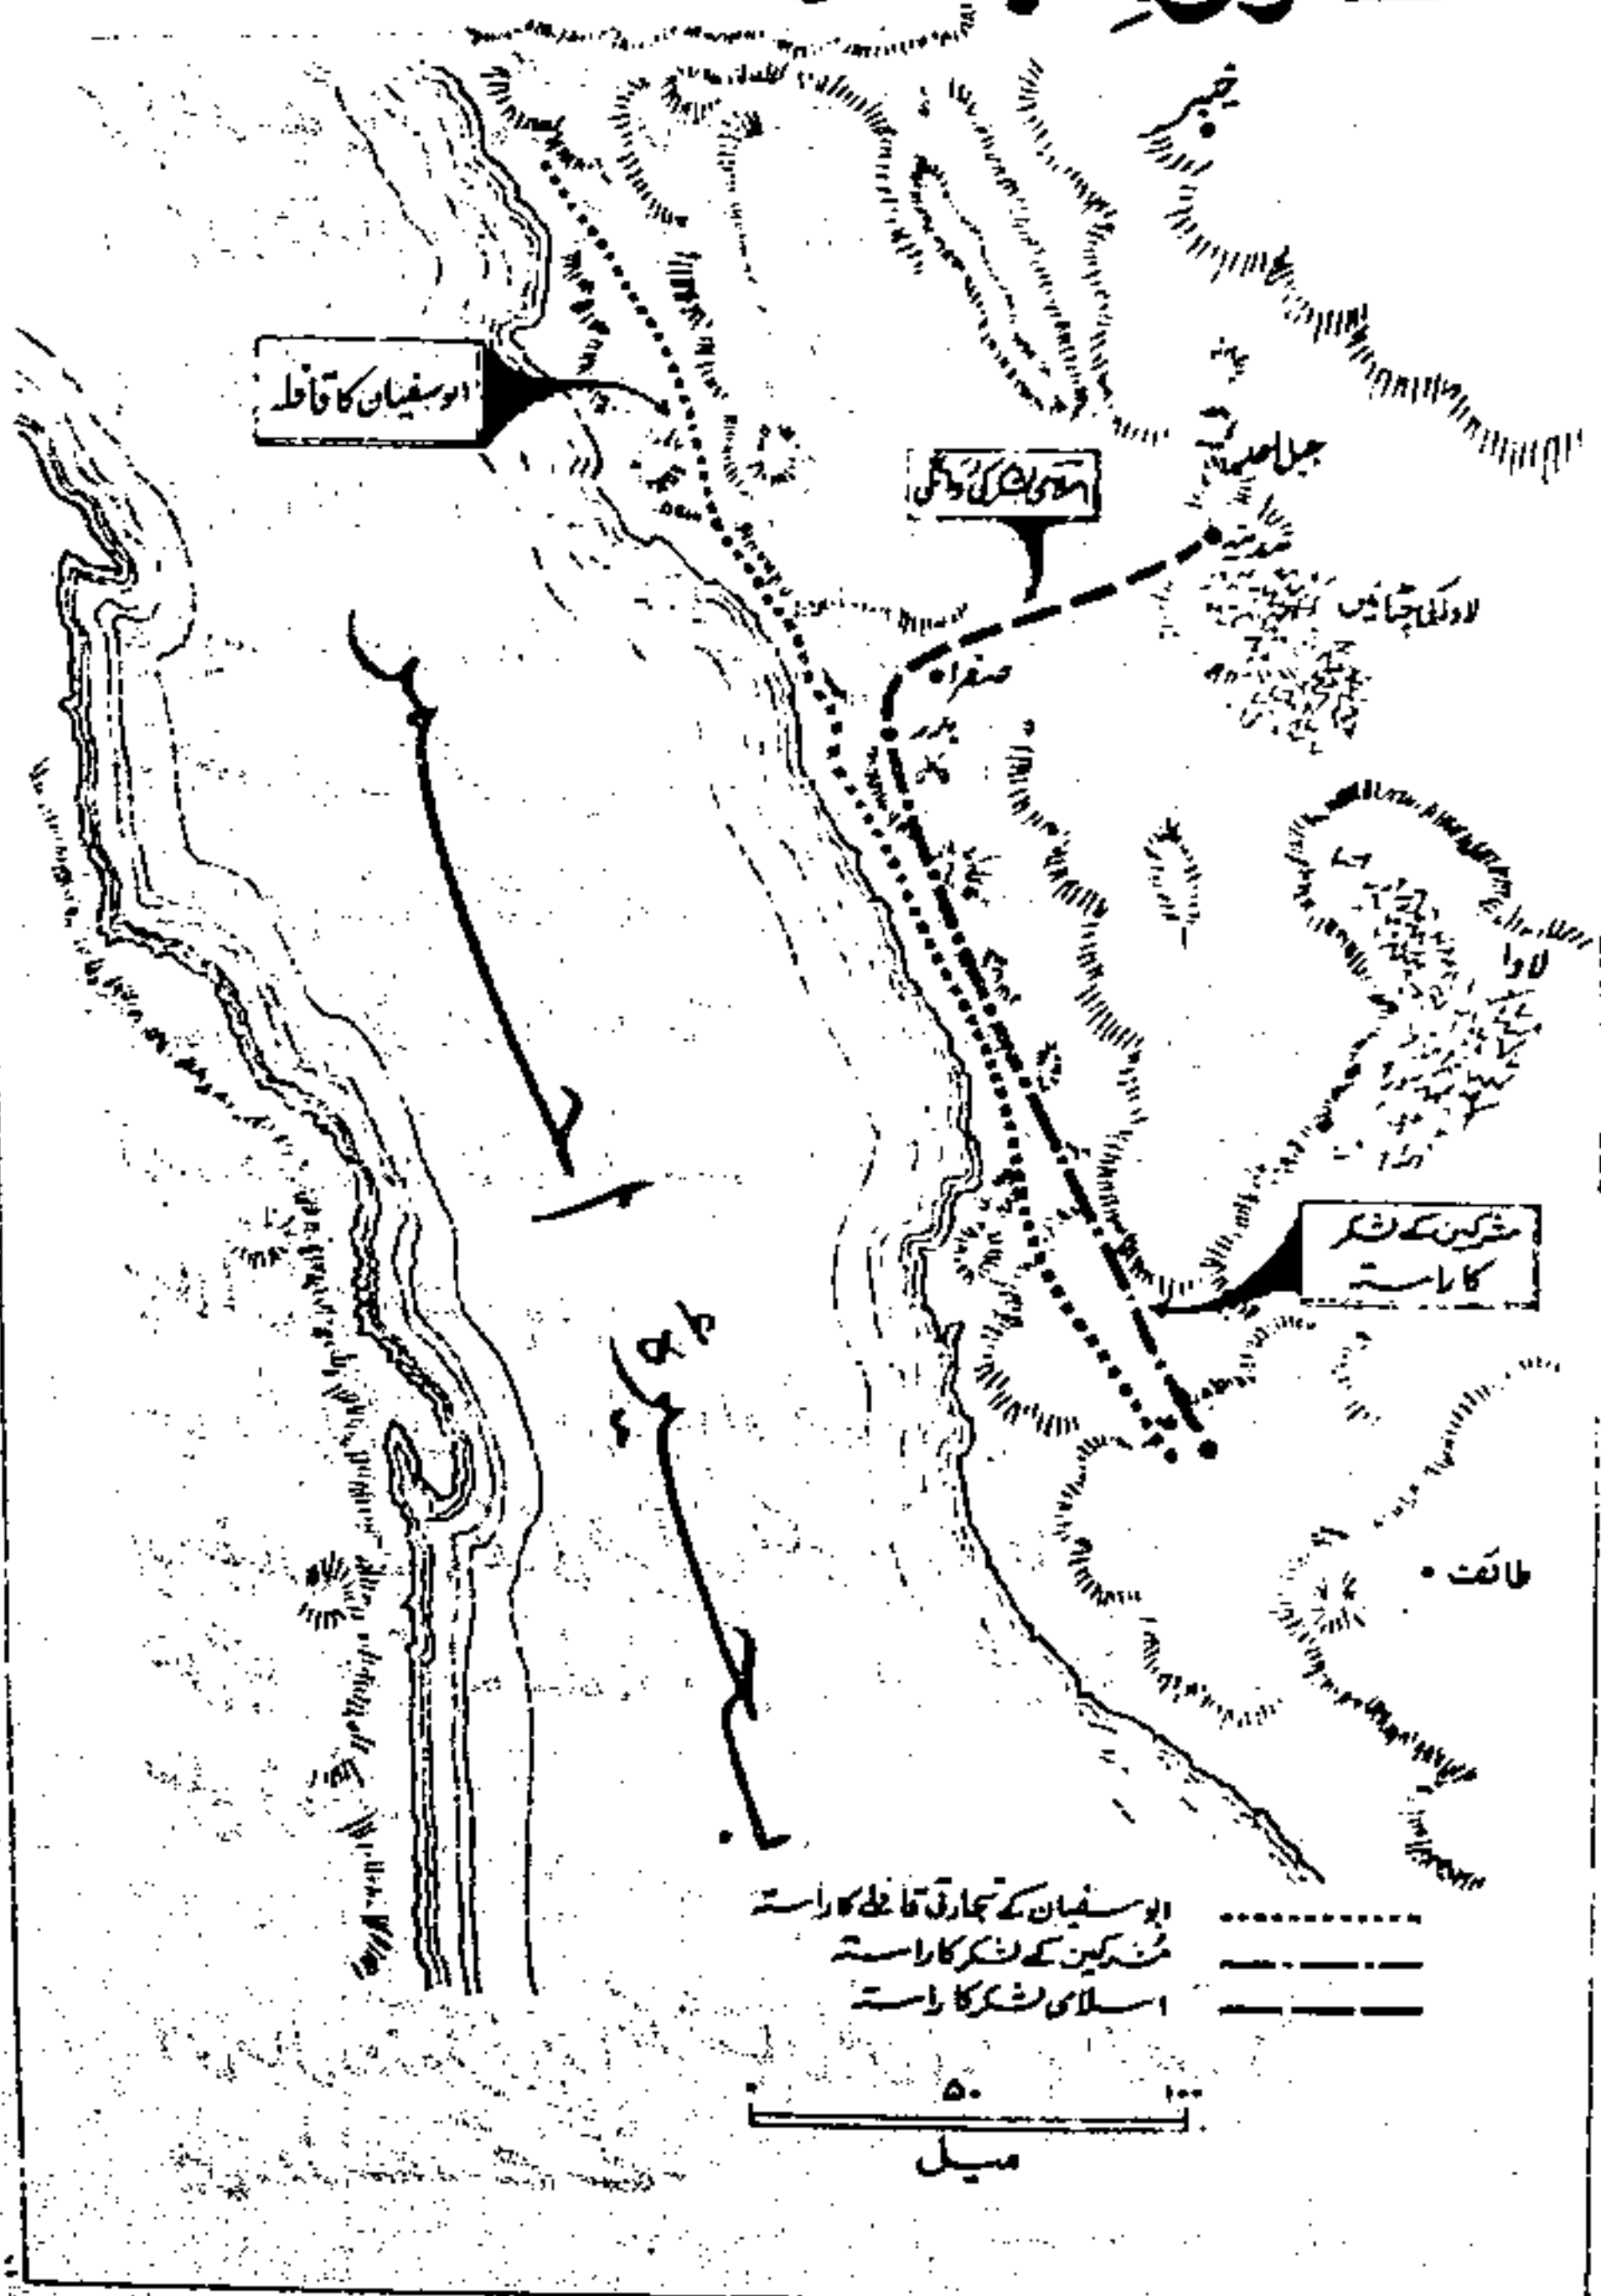 خیبر
ابوسفیان کا قافلہ
جبل احد
اسلامی لشکر کی روانگی
مدینہ
لاوے کی چٹانیں
صفراء
بدر
لاوا
مشرکین کے لشکر
کا راستہ
طائف
ابوسفیان کے تجارتی قافلے کا راستہ
مشرکین کے لشکر کا راستہ
اسلامی لشکر کا راستہ
۰ ۵۰ ۱۰۰
میل